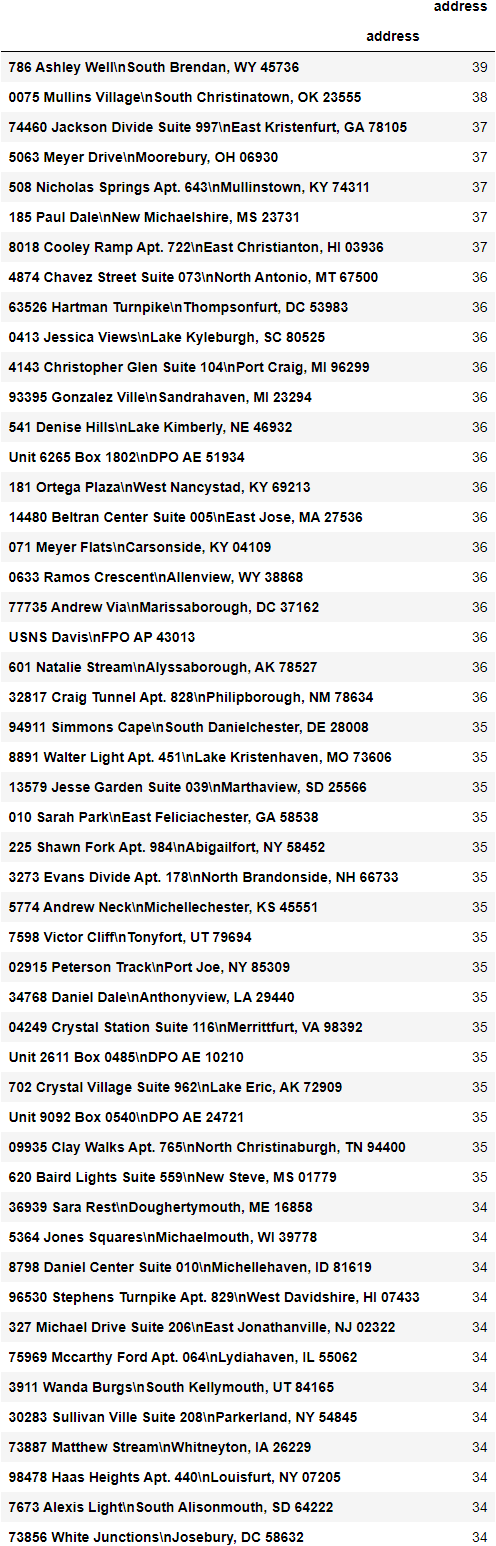 address
address
786 Ashley Well\nSouth Brendan, WY 45736 39
0075 Mullins Village\nSouth Christinatown, OK 23555 38
74460 Jackson Divide Suite 997\nEast Kristenfurt, GA 78105 37
5063 Meyer Drive\nMoorebury, OH 06930 37
508 Nicholas Springs Apt. 643\nMullinstown, KY 74311 37
185 Paul Dale\nNew Michaelshire, MS 23731 37
8018 Cooley Ramp Apt. 722\nEast Christianton, HI 03936 37
4874 Chavez Street Suite 073\nNorth Antonio, MT 67500 36
63526 Hartman Turnpike\nThompsonfurt, DC 53983 36
0413 Jessica Views\nLake Kyleburgh, SC 80525 36
4143 Christopher Glen Suite 104\nPort Craig, MI 96299 36
93395 Gonzalez Ville\nSandrahaven, MI 23294 36
541 Denise Hills\nLake Kimberly, NE 46932 36
Unit 6265 Box 1802\nDPO AE 51934 36
181 Ortega Plaza\nWest Nancystad, KY 69213 36
14480 Beltran Center Suite 005\nEast Jose, MA 27536 36
071 Meyer Flats\nCarsonside, KY 04109 36
0633 Ramos Crescent\nAllenview, WY 38868 36
77735 Andrew Via\nMarissaborough, DC 37162 36
USNS Davis\nFPO AP 43013 36
601 Natalie Stream\nAlyssaborough, AK 78527 36
32817 Craig Tunnel Apt. 828\nPhilipborough, NM 78634 36
94911 Simmons Cape\nSouth Danielchester, DE 28008 35
8891 Walter Light Apt. 451\nLake Kristenhaven, MO 73606 35
13579 Jesse Garden Suite 039\nMarthaview, SD 25566 35
010 Sarah Park\nEast Feliciachester, GA 58538 35
225 Shawn Fork Apt. 984\nAbigailfort, NY 58452 35
3273 Evans Divide Apt. 178\nNorth Brandonside, NH 66733 35
5774 Andrew Neck\nMichellechester, KS 45551 35
7598 Victor Cliff\nTonyfort, UT 79694 35
02915 Peterson Track\nPort Joe, NY 85309 35
34768 Daniel Dale\nAnthonyview, LA 29440 35
04249 Crystal Station Suite 116\nMerrittfurt, VA 98392 35
Unit 2611 Box 0485\nDPO AE 10210 35
702 Crystal Village Suite 962\nLake Eric, AK 72909 35
Unit 9092 Box 0540\nDPO AE 24721 35
09935 Clay Walks Apt. 765\nNorth Christinaburgh, TN 94400 35
620 Baird Lights Suite 559\nNew Steve, MS 01779 35
36939 Sara Rest\nDoughertymouth, ME 16858 34
5364 Jones Squares\nMichaelmouth, WI 39778 34
8798 Daniel Center Suite 010\nMichellehaven, ID 81619 34
96530 Stephens Turnpike Apt. 829\nWest Davidshire, HI 07433 34
327 Michael Drive Suite 206\nEast Jonathanville, NJ 02322 34
75969 Mccarthy Ford Apt. 064\nLydiahaven, IL 55062 34
3911 Wanda Burgs\nSouth Kellymouth, UT 84165 34
30283 Sullivan Ville Suite 208\nParkerland, NY 54845 34
73887 Matthew Stream\nWhitneyton, IA 26229 34
98478 Haas Heights Apt. 440\nLouisfurt, NY 07205 34
7673 Alexis Light\nSouth Alisonmouth, SD 64222 34
73856 White Junctions\nJosebury, DC 58632 34